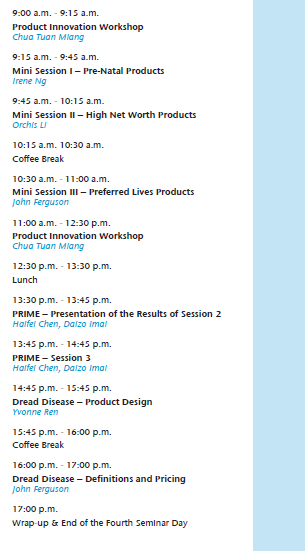 9:00 a.m. - 9:15 a.m.
Product Innovation Workshop
Chua Tuan Miang
9:15 a.m. - 9:45 a.m.
Mini Session I – Pre-Natal Products
Irene Ng
9:45 a.m. - 10:15 a.m.
Mini Session II – High Net Worth Products
Orchis Li
10:15 a.m. 10:30 a.m.
Coffee Break
10:30 a.m. - 11:00 a.m.
Mini Session III – Preferred Lives Products
John Ferguson
11:00 a.m. - 12:30 p.m.
Product Innovation Workshop
Chua Tuan Miang
12:30 p.m. - 13:30 p.m.
Lunch
13:30 p.m. - 13:45 p.m.
PRIME – Presentation of the Results of Session 2
Haifei Chen, Daizo Imai
13:45 p.m. - 14:45 p.m.
PRIME – Session 3
Haifei Chen, Daizo Imai
14:45 p.m. - 15:45 p.m.
Dread Disease – Product Design
Yvonne Ren
15:45 p.m. - 16:00 p.m.
Coffee Break
16:00 p.m. - 17:00 p.m.
Dread Disease – Definitions and Pricing
John Ferguson
17:00 p.m.
Wrap-up & End of the Fourth Seminar Day